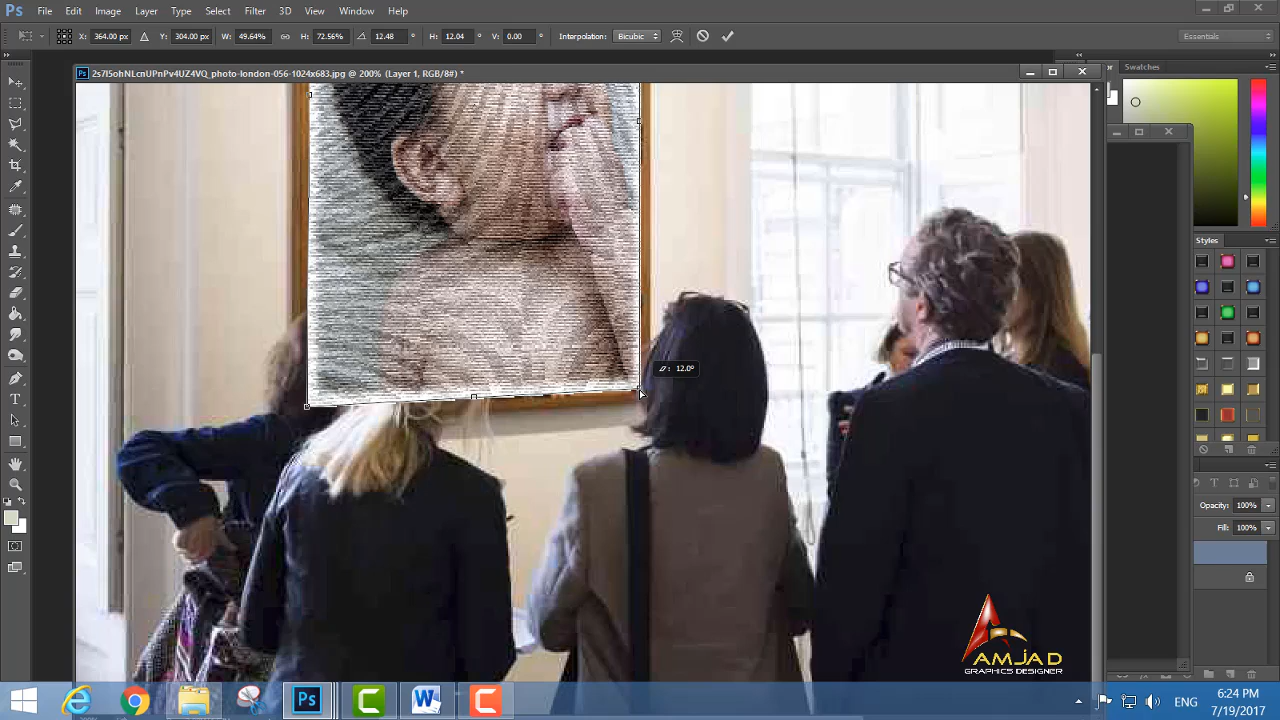 Ps File Edit Image Layer Type Select Filter 3D View Window Help
X: 364.00 px Y: 304.00 px W: 49.64% H: 72.56% 12.48 ° H: 12.04 ° V: 0.00 ° Interpolation: Bicubic Essentials
Ps 2s7I5ohNLcnUPnPv4UZ4VQ_photo-london-056-1024x683.jpg @ 200% (Layer 1, RGB/8#) *
Swatches
Styles
12.0°
Opacity: 100%
Fill: 100%
AMJAD
GRAPHICS DESIGNER
Ps
ENG
6:24 PM
7/19/2017